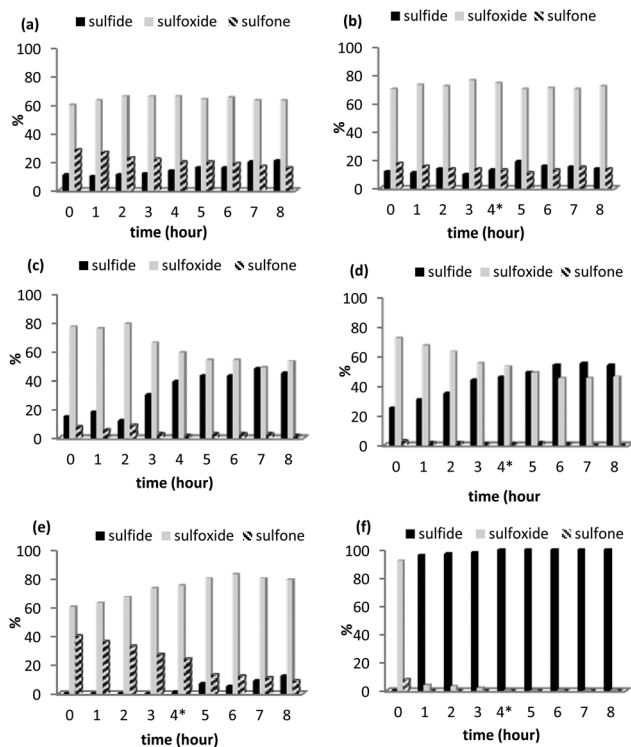 (a) sulfide sulfoxide sulfone
100
80
60
40
20
0
%
0 1 2 3 4 5 6 7 8
time (hour)
(b) sulfide sulfoxide sulfone
100
80
60
40
20
0
%
0 1 2 3 4* 5 6 7 8
time (hour)
(c) sulfide sulfoxide sulfone
100
80
60
40
20
0
%
0 1 2 3 4 5 6 7 8
time (hour)
(d) sulfide sulfoxide sulfone
100
80
60
40
20
0
%
0 1 2 3 4* 5 6 7 8
time (hour
(e) sulfide sulfoxide sulfone
100
80
60
40
20
0
%
0 1 2 3 4* 5 6 7 8
time (hour)
(f) sulfide sulfoxide sulfone
100
80
60
40
20
0
%
0 1 2 3 4* 5 6 7 8
time (hour)